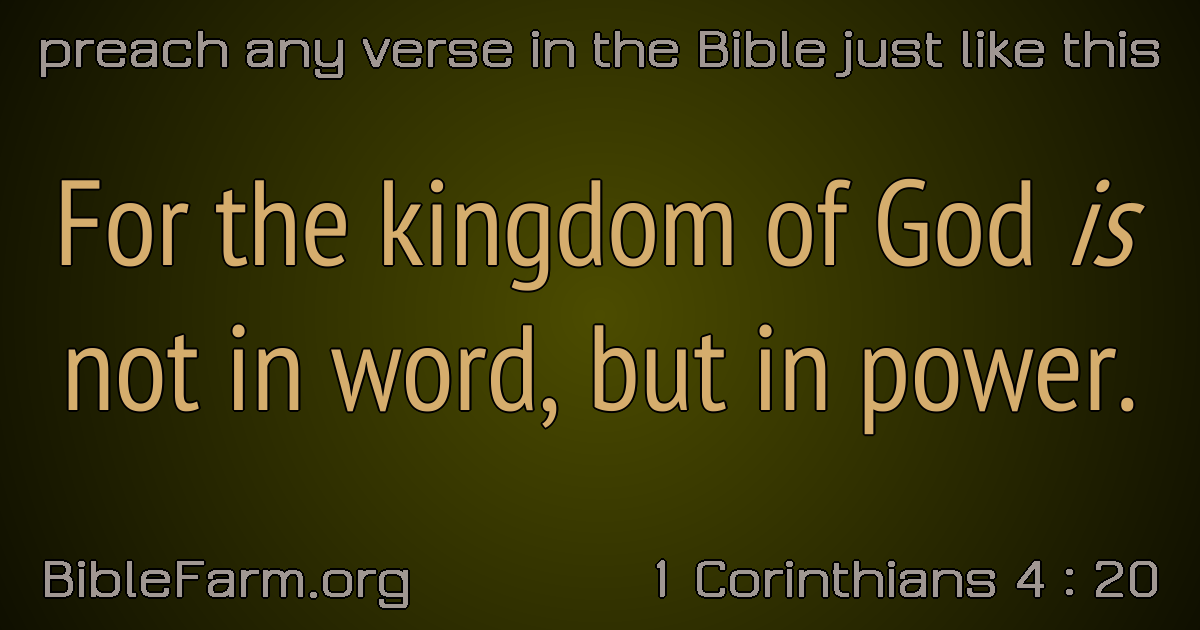 preach any verse in the Bible just like this
For the kingdom of God is
not in word, but in power.
BibleFarm.org
1 Corinthians 4 : 20